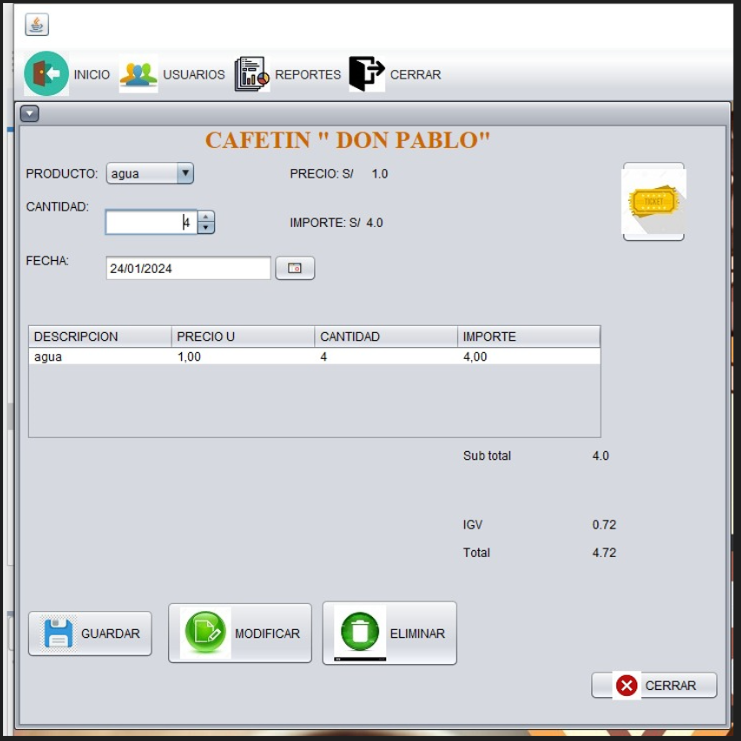 INICIO USUARIOS REPORTES CERRAR
CAFETIN " DON PABLO"
PRODUCTO: agua PRECIO: S/ 1.0
TICKET
CANTIDAD: 4 IMPORTE: S/ 4.0
FECHA: 24/01/2024
DESCRIPCION PRECIO U CANTIDAD IMPORTE
agua 1,00 4 4,00
Sub total 4.0
IGV 0.72
Total 4.72
GUARDAR MODIFICAR ELIMINAR
CERRAR